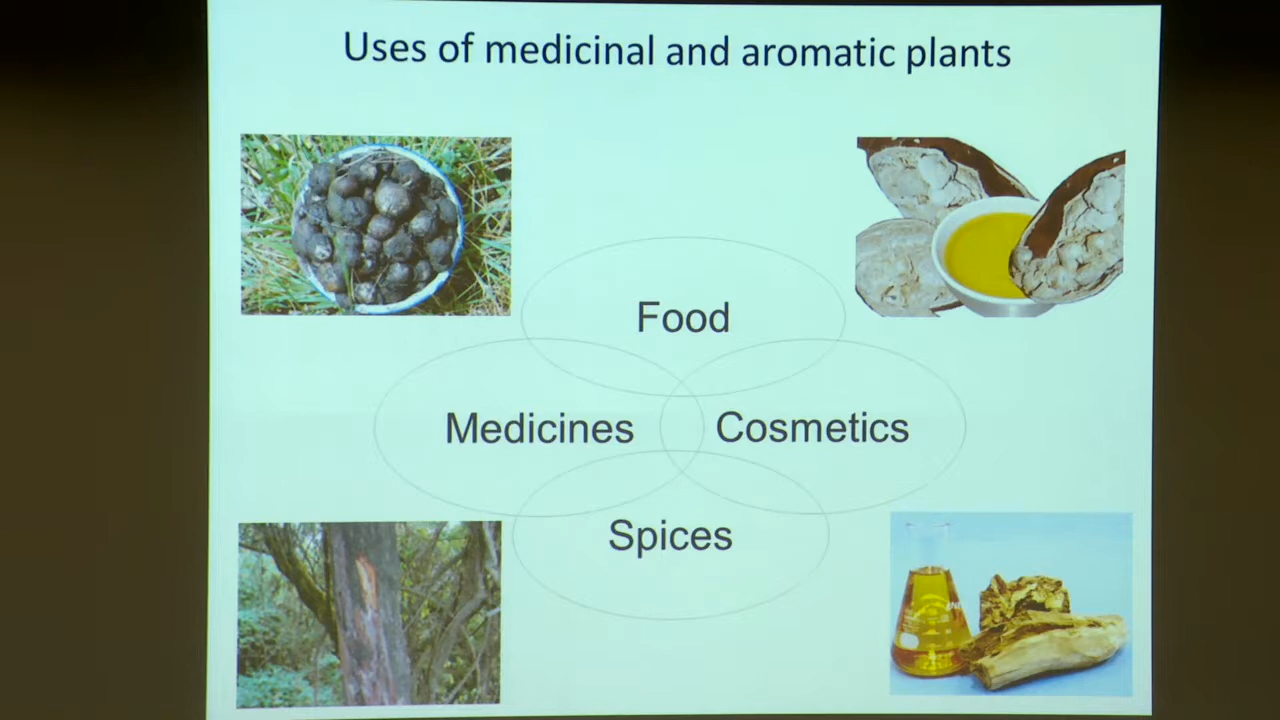 Uses of medicinal and aromatic plants
Food
Medicines
Cosmetics
Spices